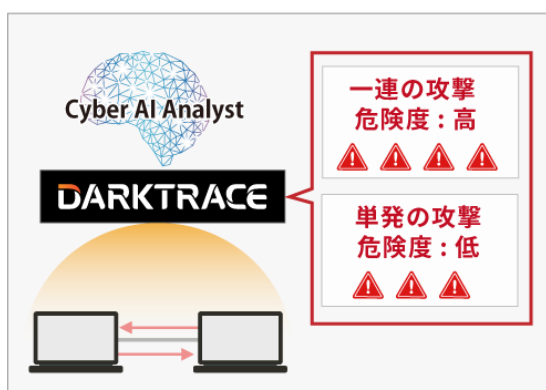 Cyber AI Analyst
DARKTRACE
一連の攻撃
危険度：高
単発の攻撃
危険度：低